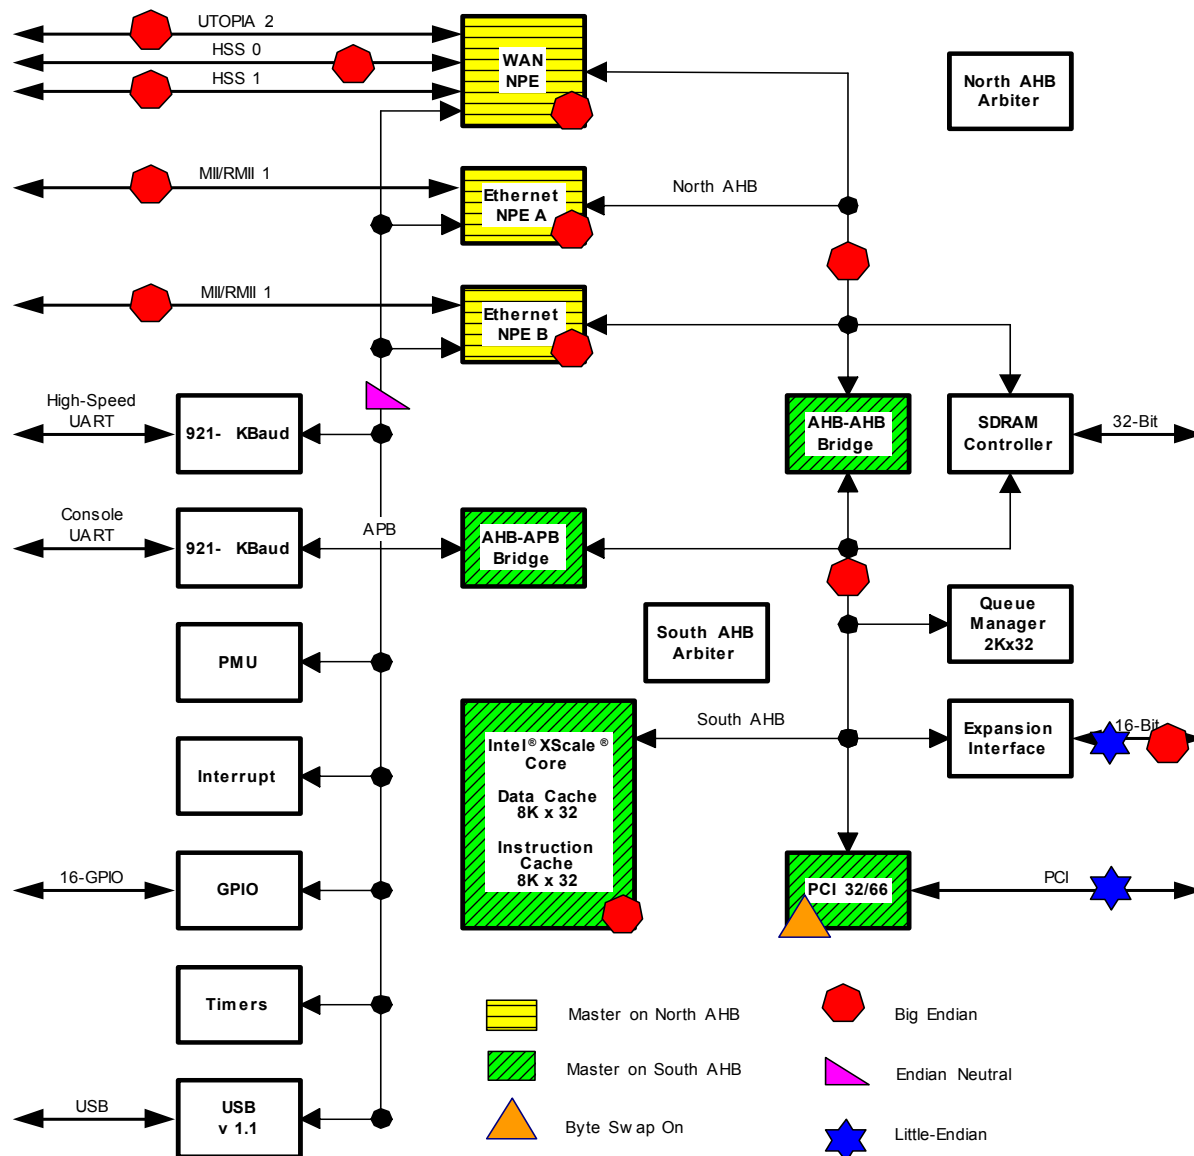 UTOPIA 2
HSS 0
HSS 1
WAN
NPE
North AHB
Arbiter
MII/RMII 1
Ethernet
NPE A
North AHB
MII/RMII 1
Ethernet
NPE B
High-Speed
UART
921- KBaud
AHB-AHB
Bridge
SDRAM
Controller
32-Bit
Console
UART
921- KBaud
APB
AHB-APB
Bridge
Queue
Manager
2Kx32
South AHB
Arbiter
PMU
South AHB
Expansion
Interface
16-Bit
Intel® XScale®
Core
Data Cache
8K x 32
Instruction
Cache
8K x 32
Interrupt
16-GPIO
GPIO
PCI 32/66
PCI
Timers
USB
USB
v 1.1
Master on North AHB
Master on South AHB
Byte Swap On
Big Endian
Endian Neutral
Little-Endian